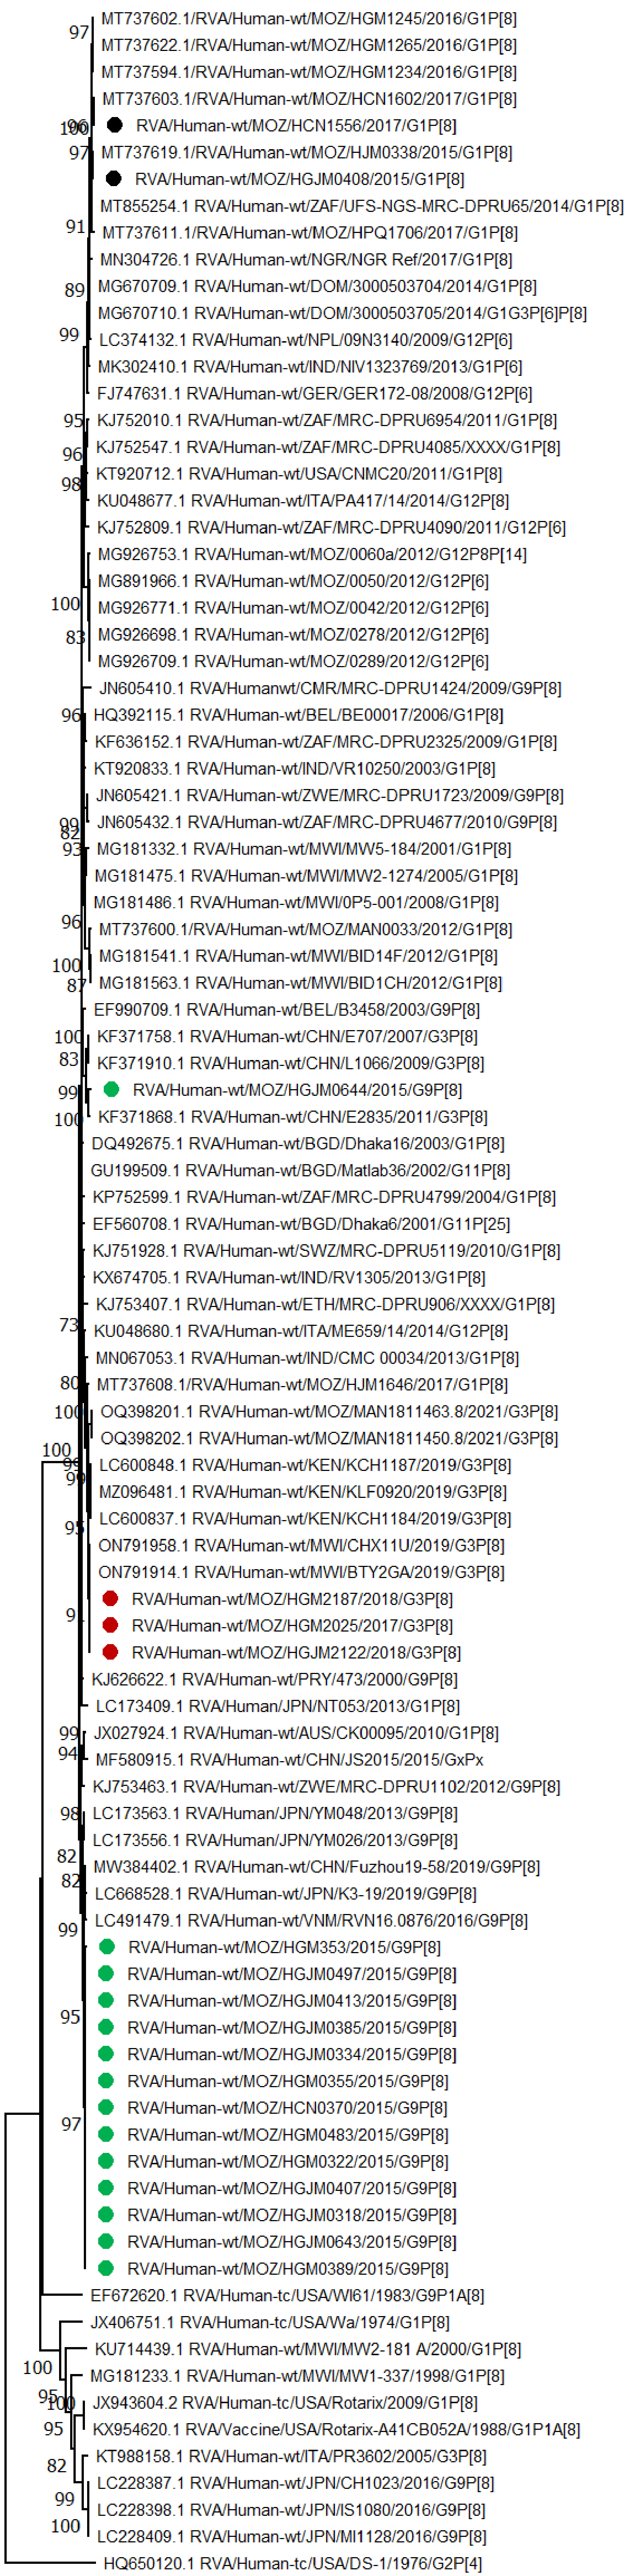 MT737602.1/RVA/Human-wt/MOZ/HGM1245/2016/G1P[8]
97
MT737622.1/RVA/Human-wt/MOZ/HGM1265/2016/G1P[8]
MT737594.1/RVA/Human-wt/MOZ/HGM1234/2016/G1P[8]
MT737603.1/RVA/Human-wt/MOZ/HCN1602/2017/G1P[8]
100 RVA/Human-wt/MOZ/HCN1556/2017/G1P[8]
97 MT737619.1/RVA/Human-wt/MOZ/HJM0338/2015/G1P[8]
RVA/Human-wt/MOZ/HGJM0408/2015/G1P[8]
MT855254.1 RVA/Human-wt/ZAF/UFS-NGS-MRC-DPRU65/2014/G1P[8]
91 MT737611.1/RVA/Human-wt/MOZ/HPQ1706/2017/G1P[8]
MN304726.1 RVA/Human-wt/NGR/NGR Ref/2017/G1P[8]
89 MG670709.1 RVA/Human-wt/DOM/3000503704/2014/G1P[8]
MG670710.1 RVA/Human-wt/DOM/3000503705/2014/G1G3P[6]P[8]
99 LC374132.1 RVA/Human-wt/NPL/09N3140/2009/G12P[6]
MK302410.1 RVA/Human-wt/IND/NIV1323769/2013/G1P[6]
FJ747631.1 RVA/Human-wt/GER/GER172-08/2008/G12P[6]
95 KJ752010.1 RVA/Human-wt/ZAF/MRC-DPRU6954/2011/G1P[8]
96 KJ752547.1 RVA/Human-wt/ZAF/MRC-DPRU4085/XXXX/G1P[8]
98 KT920712.1 RVA/Human-wt/USA/CNMC20/2011/G1P[8]
KU048677.1 RVA/Human-wt/ITA/PA417/14/2014/G12P[8]
KJ752809.1 RVA/Human-wt/ZAF/MRC-DPRU4090/2011/G12P[6]
MG926753.1 RVA/Human-wt/MOZ/0060a/2012/G12P8P[14]
MG891966.1 RVA/Human-wt/MOZ/0050/2012/G12P[6]
100 MG926771.1 RVA/Human-wt/MOZ/0042/2012/G12P[6]
83 MG926698.1 RVA/Human-wt/MOZ/0278/2012/G12P[6]
MG926709.1 RVA/Human-wt/MOZ/0289/2012/G12P[6]
JN605410.1 RVA/Humanwt/CMR/MRC-DPRU1424/2009/G9P[8]
96 HQ392115.1 RVA/Human-wt/BEL/BE00017/2006/G1P[8]
KF636152.1 RVA/Human-wt/ZAF/MRC-DPRU2325/2009/G1P[8]
KT920833.1 RVA/Human-wt/IND/VR10250/2003/G1P[8]
JN605421.1 RVA/Human-wt/ZWE/MRC-DPRU1723/2009/G9P[8]
99 JN605432.1 RVA/Human-wt/ZAF/MRC-DPRU4677/2010/G9P[8]
82
93 MG181332.1 RVA/Human-wt/MWI/MW5-184/2001/G1P[8]
MG181475.1 RVA/Human-wt/MWI/MW2-1274/2005/G1P[8]
MG181486.1 RVA/Human-wt/MWI/0P5-001/2008/G1P[8]
96 MT737600.1/RVA/Human-wt/MOZ/MAN0033/2012/G1P[8]
MG181541.1 RVA/Human-wt/MWI/BID14F/2012/G1P[8]
100
87 MG181563.1 RVA/Human-wt/MWI/BID1CH/2012/G1P[8]
EF990709.1 RVA/Human-wt/BEL/B3458/2003/G9P[8]
100 KF371758.1 RVA/Human-wt/CHN/E707/2007/G3P[8]
83 KF371910.1 RVA/Human-wt/CHN/L1066/2009/G3P[8]
99 RVA/Human-wt/MOZ/HGJM0644/2015/G9P[8]
100 KF371868.1 RVA/Human-wt/CHN/E2835/2011/G3P[8]
DQ492675.1 RVA/Human-wt/BGD/Dhaka16/2003/G1P[8]
GU199509.1 RVA/Human-wt/BGD/Matlab36/2002/G11P[8]
KP752599.1 RVA/Human-wt/ZAF/MRC-DPRU4799/2004/G1P[8]
EF560708.1 RVA/Human-wt/BGD/Dhaka6/2001/G11P[25]
KJ751928.1 RVA/Human-wt/SWZ/MRC-DPRU5119/2010/G1P[8]
KX674705.1 RVA/Human-wt/IND/RV1305/2013/G1P[8]
KJ753407.1 RVA/Human-wt/ETH/MRC-DPRU906/XXXX/G1P[8]
73 KU048680.1 RVA/Human-wt/ITA/ME659/14/2014/G12P[8]
MN067053.1 RVA/Human-wt/IND/CMC 00034/2013/G1P[8]
80 MT737608.1/RVA/Human-wt/MOZ/HJM1646/2017/G1P[8]
100 OQ398201.1 RVA/Human-wt/MOZ/MAN1811463.8/2021/G3P[8]
OQ398202.1 RVA/Human-wt/MOZ/MAN1811450.8/2021/G3P[8]
100
99 LC600848.1 RVA/Human-wt/KEN/KCH1187/2019/G3P[8]
99 MZ096481.1 RVA/Human-wt/KEN/KLF0920/2019/G3P[8]
95 LC600837.1 RVA/Human-wt/KEN/KCH1184/2019/G3P[8]
ON791958.1 RVA/Human-wt/MWI/CHX11U/2019/G3P[8]
ON791914.1 RVA/Human-wt/MWI/BTY2GA/2019/G3P[8]
RVA/Human-wt/MOZ/HGM2187/2018/G3P[8]
91 RVA/Human-wt/MOZ/HGM2025/2017/G3P[8]
RVA/Human-wt/MOZ/HGJM2122/2018/G3P[8]
KJ626622.1 RVA/Human-wt/PRY/473/2000/G9P[8]
LC173409.1 RVA/Human/JPN/NT053/2013/G1P[8]
99 JX027924.1 RVA/Human-wt/AUS/CK00095/2010/G1P[8]
94 MF580915.1 RVA/Human-wt/CHN/JS2015/2015/GxPx
KJ753463.1 RVA/Human-wt/ZWE/MRC-DPRU1102/2012/G9P[8]
98 LC173563.1 RVA/Human/JPN/YM048/2013/G9P[8]
LC173556.1 RVA/Human/JPN/YM026/2013/G9P[8]
82
MW384402.1 RVA/Human-wt/CHN/Fuzhou19-58/2019/G9P[8]
82
LC668528.1 RVA/Human-wt/JPN/K3-19/2019/G9P[8]
LC491479.1 RVA/Human-wt/VNM/RVN16.0876/2016/G9P[8]
99
RVA/Human-wt/MOZ/HGM353/2015/G9P[8]
RVA/Human-wt/MOZ/HGJM0497/2015/G9P[8]
RVA/Human-wt/MOZ/HGJM0413/2015/G9P[8]
95
RVA/Human-wt/MOZ/HGJM0385/2015/G9P[8]
RVA/Human-wt/MOZ/HGJM0334/2015/G9P[8]
RVA/Human-wt/MOZ/HGM0355/2015/G9P[8]
RVA/Human-wt/MOZ/HCN0370/2015/G9P[8]
97
RVA/Human-wt/MOZ/HGM0483/2015/G9P[8]
RVA/Human-wt/MOZ/HGM0322/2015/G9P[8]
RVA/Human-wt/MOZ/HGJM0407/2015/G9P[8]
RVA/Human-wt/MOZ/HGJM0318/2015/G9P[8]
RVA/Human-wt/MOZ/HGJM0643/2015/G9P[8]
RVA/Human-wt/MOZ/HGM0389/2015/G9P[8]
EF672620.1 RVA/Human-tc/USA/WI61/1983/G9P1A[8]
JX406751.1 RVA/Human-tc/USA/Wa/1974/G1P[8]
KU714439.1 RVA/Human-wt/MWI/MW2-181 A/2000/G1P[8]
100 MG181233.1 RVA/Human-wt/MWI/MW1-337/1998/G1P[8]
95 100 JX943604.2 RVA/Human-tc/USA/Rotarix/2009/G1P[8]
95 KX954620.1 RVA/Vaccine/USA/Rotarix-A41CB052A/1988/G1P1A[8]
82 KT988158.1 RVA/Human-wt/ITA/PR3602/2005/G3P[8]
LC228387.1 RVA/Human-wt/JPN/CH1023/2016/G9P[8]
99 LC228398.1 RVA/Human-wt/JPN/IS1080/2016/G9P[8]
100 LC228409.1 RVA/Human-wt/JPN/MI1128/2016/G9P[8]
HQ650120.1 RVA/Human-tc/USA/DS-1/1976/G2P[4]